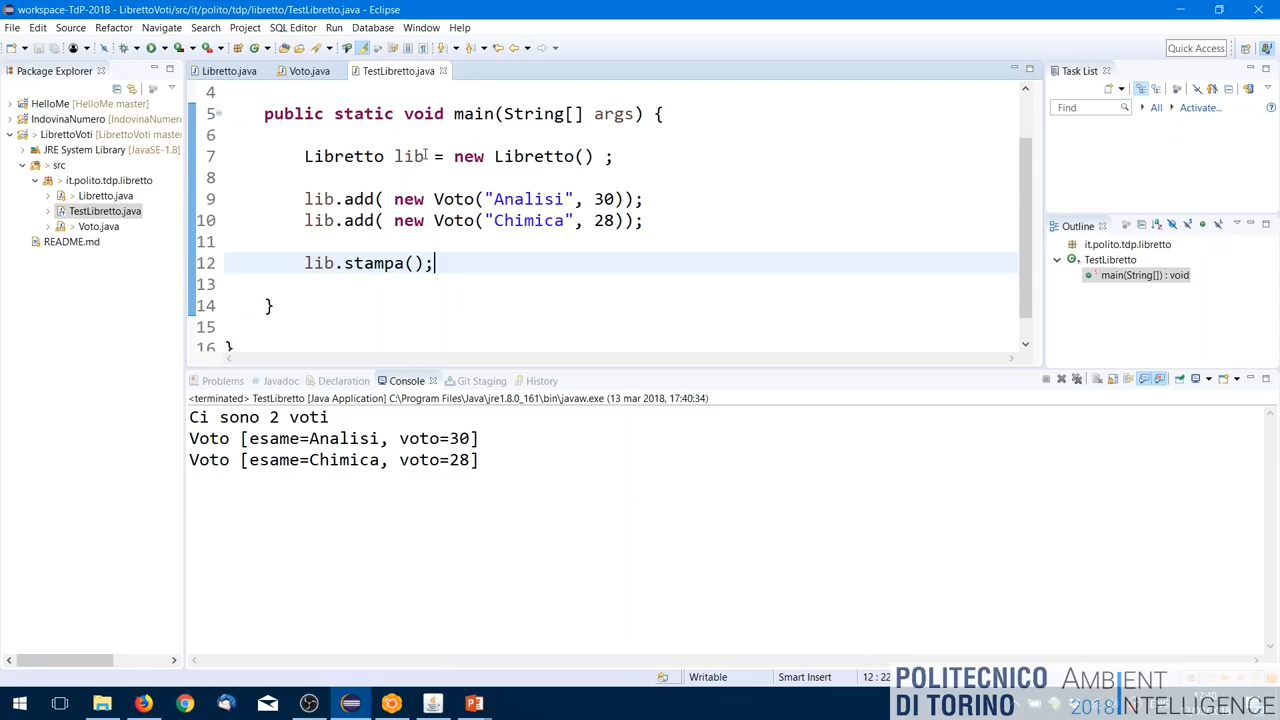 workspace-TdP-2018 - LibrettoVoti/src/it/polito/tdp/libretto/TestLibretto.java - Eclipse
File Edit Source Refactor Navigate Search Project SQL Editor Run Database Window Help
Quick Access
Package Explorer
HelloMe [HelloMe master]
IndovinaNumero [IndovinaNumero
> LibrettoVoti [LibrettoVoti master
JRE System Library [JavaSE-1.8]
> src
it.polito.tdp.libretto
> Libretto.java
TestLibretto.java
> Voto.java
README.md
Libretto.java Voto.java TestLibretto.java
4
5 public static void main(String[] args) {
6
7 Libretto lib = new Libretto() ;
8
9 lib.add( new Voto("Analisi", 30));
10 lib.add( new Voto("Chimica", 28));
11
12 lib.stampa();
13
14 }
15
16 }
Task List
Find All Activate...
Outline
it.polito.tdp.libretto
TestLibretto
main(String[]) : void
Problems Javadoc Declaration Console Git Staging History
<terminated> TestLibretto [Java Application] C:\Program Files\Java\jre1.8.0_161\bin\javaw.exe (13 mar 2018, 17:40:34)
Ci sono 2 voti
Voto [esame=Analisi, voto=30]
Voto [esame=Chimica, voto=28]
Writable Smart Insert 12 : 22
POLITECNICO
DI TORINO
AMBIENT
2018 INTELLIGENCE